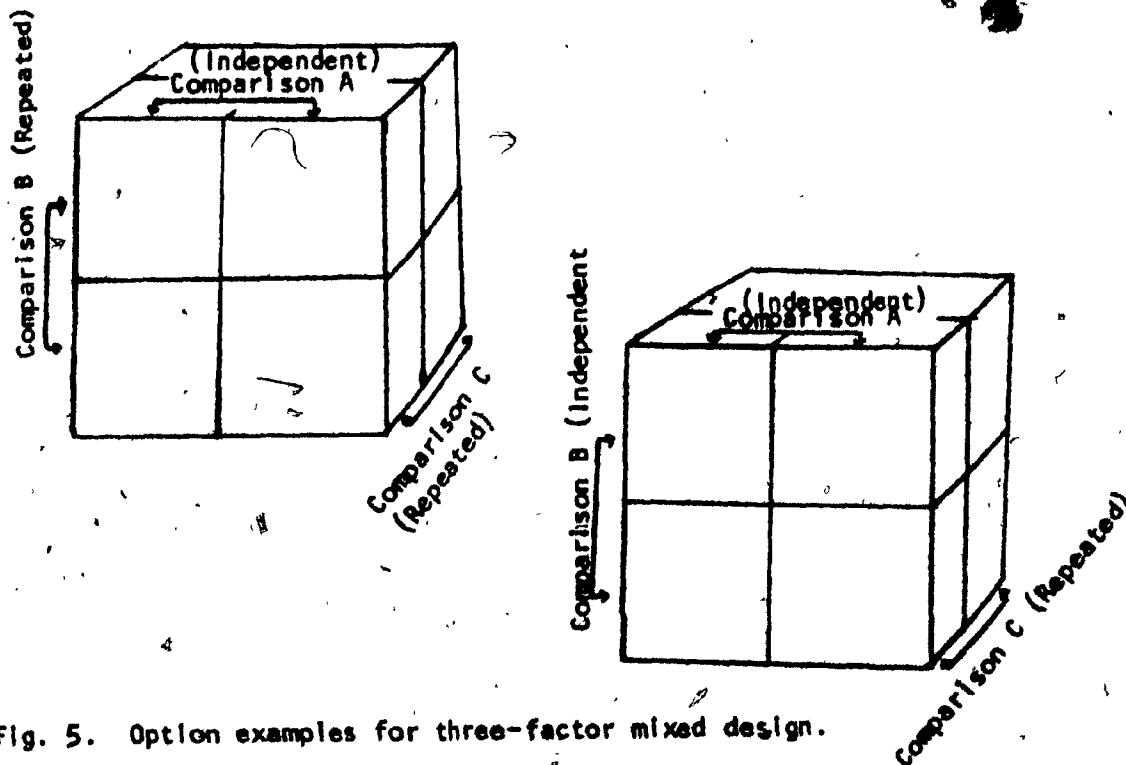 Comparison B (Repeated)
(Independent)
Comparison A
Comparison C
(Repeated)
Comparison B (Independent
(Independent)
Comparison A
Comparison C (Repeated)
Fig. 5. Option examples for three-factor mixed design.